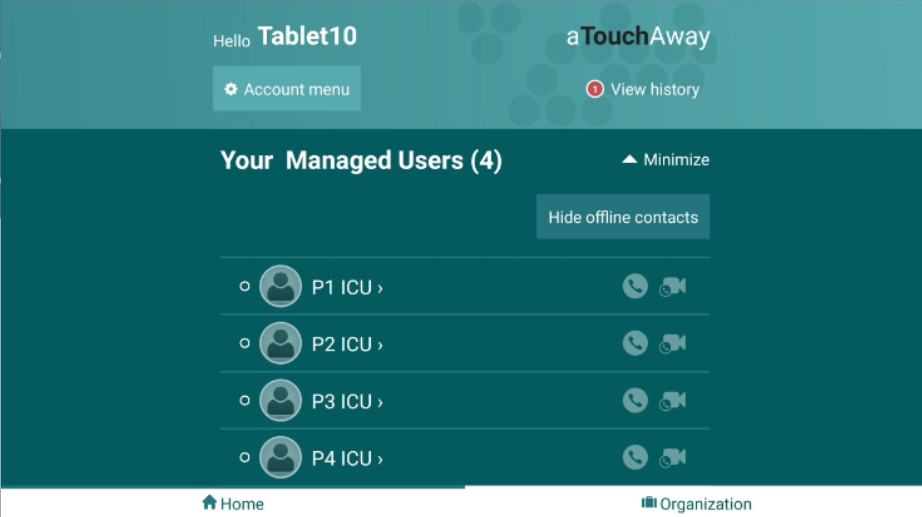 Hello Tablet10
aTouchAway
Account menu
1 View history
Your Managed Users (4)
Minimize
Hide offline contacts
P1 ICU ›
P2 ICU ›
P3 ICU ›
P4 ICU ›
Home
Organization